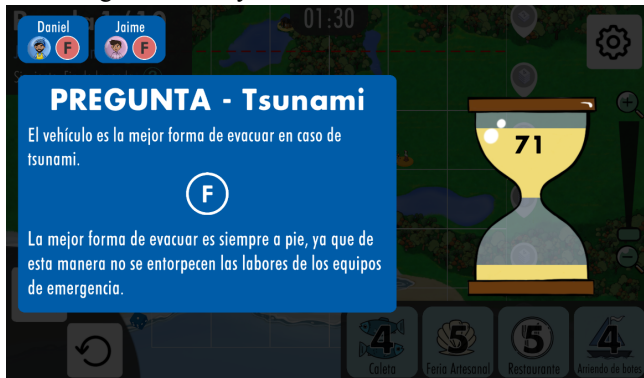 Daniel
F
Jaime
F
01:30
PREGUNTA - Tsunami
El vehículo es la mejor forma de evacuar en caso de
tsunami.
F
La mejor forma de evacuar es siempre a pie, ya que de
esta manera no se entorpecen las labores de los equipos
de emergencia.
71
4
Caleta
5
Feria Artesanal
5
Restaurante
4
Arriendo de botes